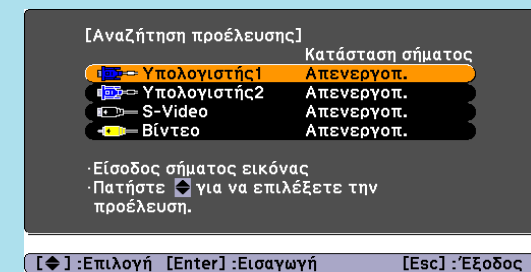 [Αναζήτηση προέλευσης]
Κατάσταση σήματος
Υπολογιστής1 Απενεργοπ.
Υπολογιστής2 Απενεργοπ.
S-Video Απενεργοπ.
Βίντεο Απενεργοπ.
·Είσοδος σήματος εικόνας
·Πατήστε για να επιλέξετε την
προέλευση.
[] :Επιλογή [Enter] :Εισαγωγή [Esc] :Έξοδος